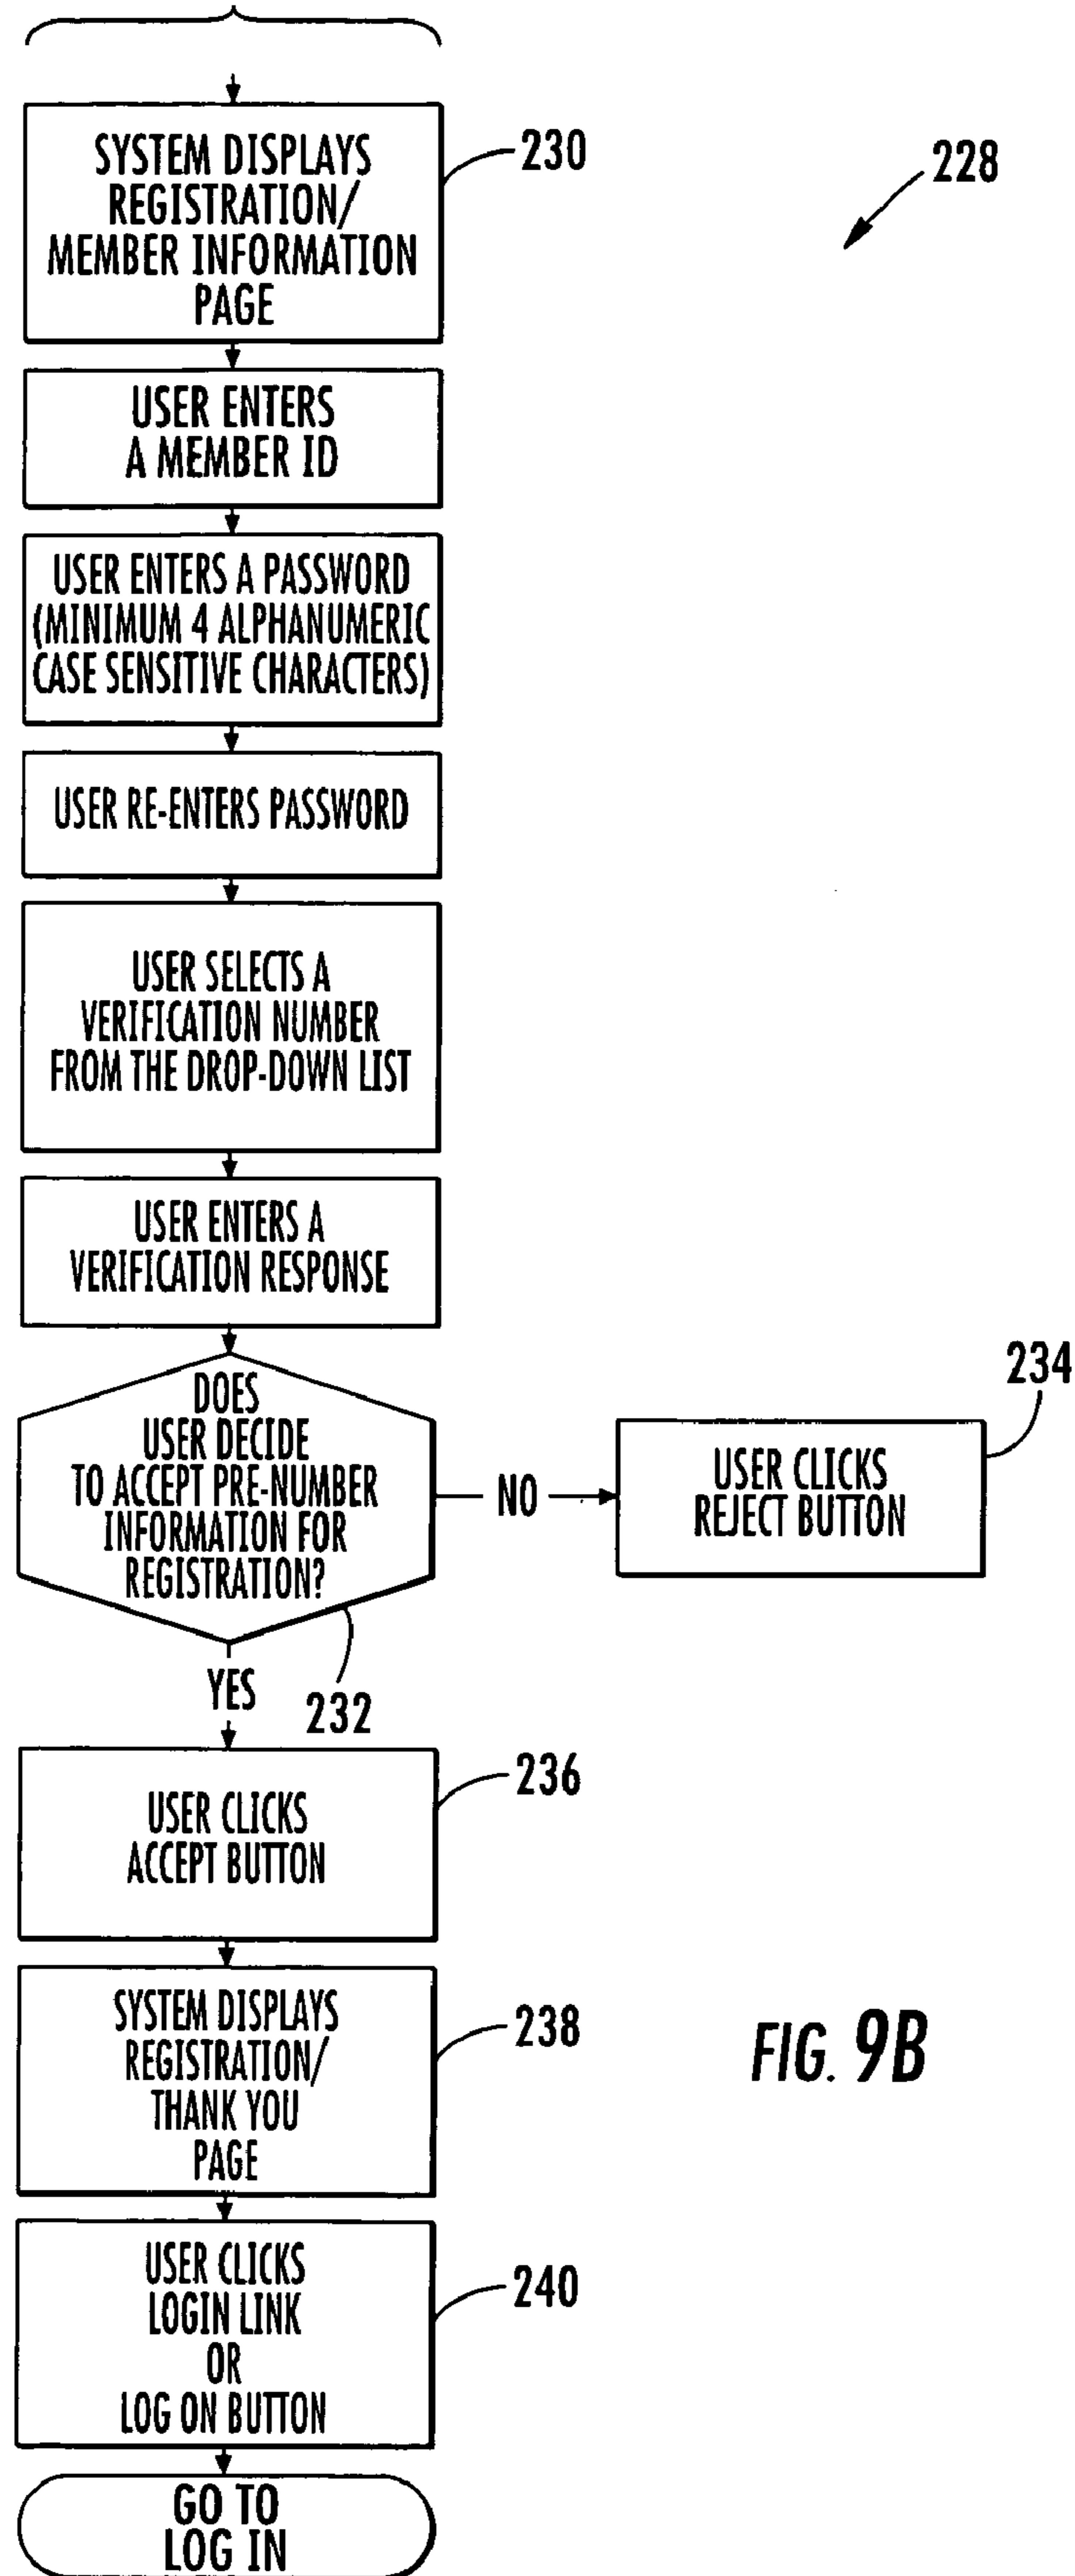 SYSTEM DISPLAYS
REGISTRATION/
MEMBER INFORMATION
PAGE
230
228
USER ENTERS
A MEMBER ID
USER ENTERS A PASSWORD
(MINIMUM 4 ALPHANUMERIC
CASE SENSITIVE CHARACTERS)
USER RE-ENTERS PASSWORD
USER SELECTS A
VERIFICATION NUMBER
FROM THE DROP-DOWN LIST
USER ENTERS A
VERIFICATION RESPONSE
DOES
USER DECIDE
TO ACCEPT PRE-NUMBER
INFORMATION FOR
REGISTRATION?
232
NO
USER CLICKS
REJECT BUTTON
234
YES
USER CLICKS
ACCEPT BUTTON
236
SYSTEM DISPLAYS
REGISTRATION/
THANK YOU
PAGE
238
USER CLICKS
LOGIN LINK
OR
LOG ON BUTTON
240
GO TO
LOG IN
FIG. 9B